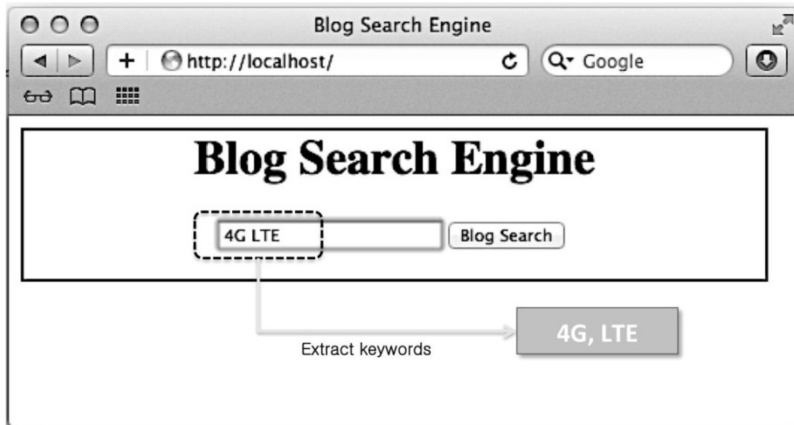 Blog Search Engine
http://localhost/
Google
Blog Search Engine
4G LTE
Blog Search
4G, LTE
Extract keywords